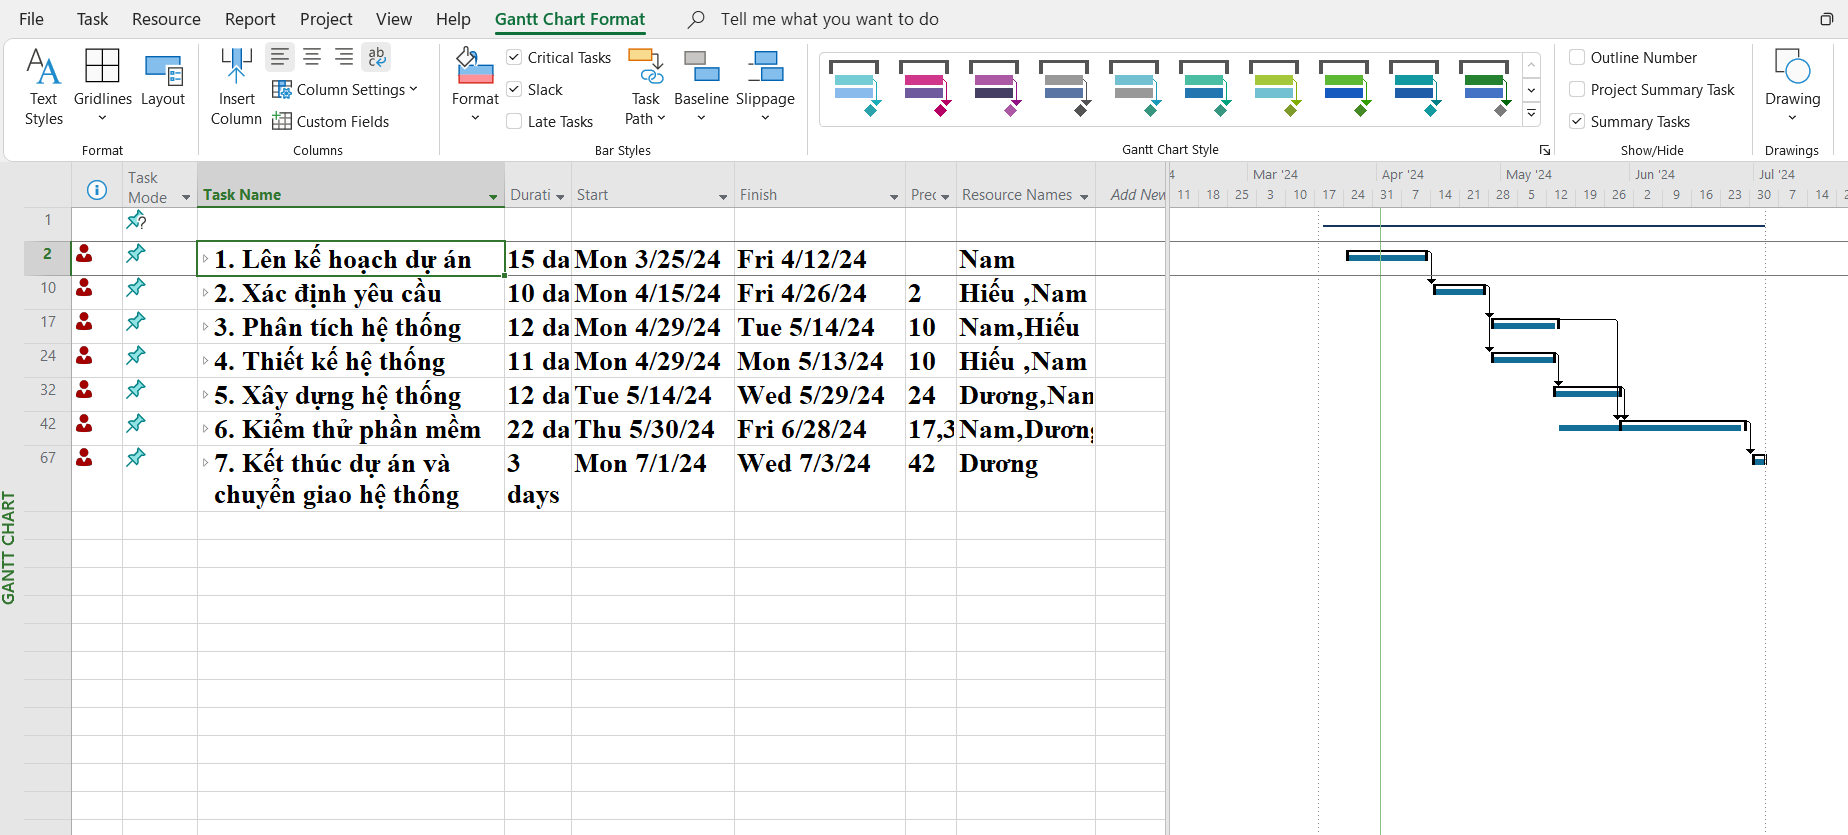 File Task Resource Report Project View Help Gantt Chart Format Tell me what you want to do
Text Styles
Gridlines
Layout
Format
Insert Column
Column Settings
Custom Fields
Columns
Format
Critical Tasks
Slack
Late Tasks
Task Path
Baseline
Slippage
Bar Styles
Gantt Chart Style
Outline Number
Project Summary Task
Summary Tasks
Show/Hide
Drawing
Drawings
Task Mode Task Name Durati Start Finish Prec Resource Names Add New
4 Mar '24 Apr '24 May '24 Jun '24 Jul '24
11 18 25 3 10 17 24 31 7 14 21 28 5 12 19 26 2 9 16 23 30 7 14 2
1 ?
2 1. Lên kế hoạch dự án 15 da Mon 3/25/24 Fri 4/12/24 Nam
10 2. Xác định yêu cầu 10 da Mon 4/15/24 Fri 4/26/24 2 Hiếu ,Nam
17 3. Phân tích hệ thống 12 da Mon 4/29/24 Tue 5/14/24 10 Nam,Hiếu
24 4. Thiết kế hệ thống 11 da Mon 4/29/24 Mon 5/13/24 10 Hiếu ,Nam
32 5. Xây dựng hệ thống 12 da Tue 5/14/24 Wed 5/29/24 24 Dương,Nam
42 6. Kiểm thử phần mềm 22 da Thu 5/30/24 Fri 6/28/24 17,3 Nam,Dương
67 7. Kết thúc dự án và 3 Mon 7/1/24 Wed 7/3/24 42 Dương
chuyển giao hệ thống days
GANTT CHART